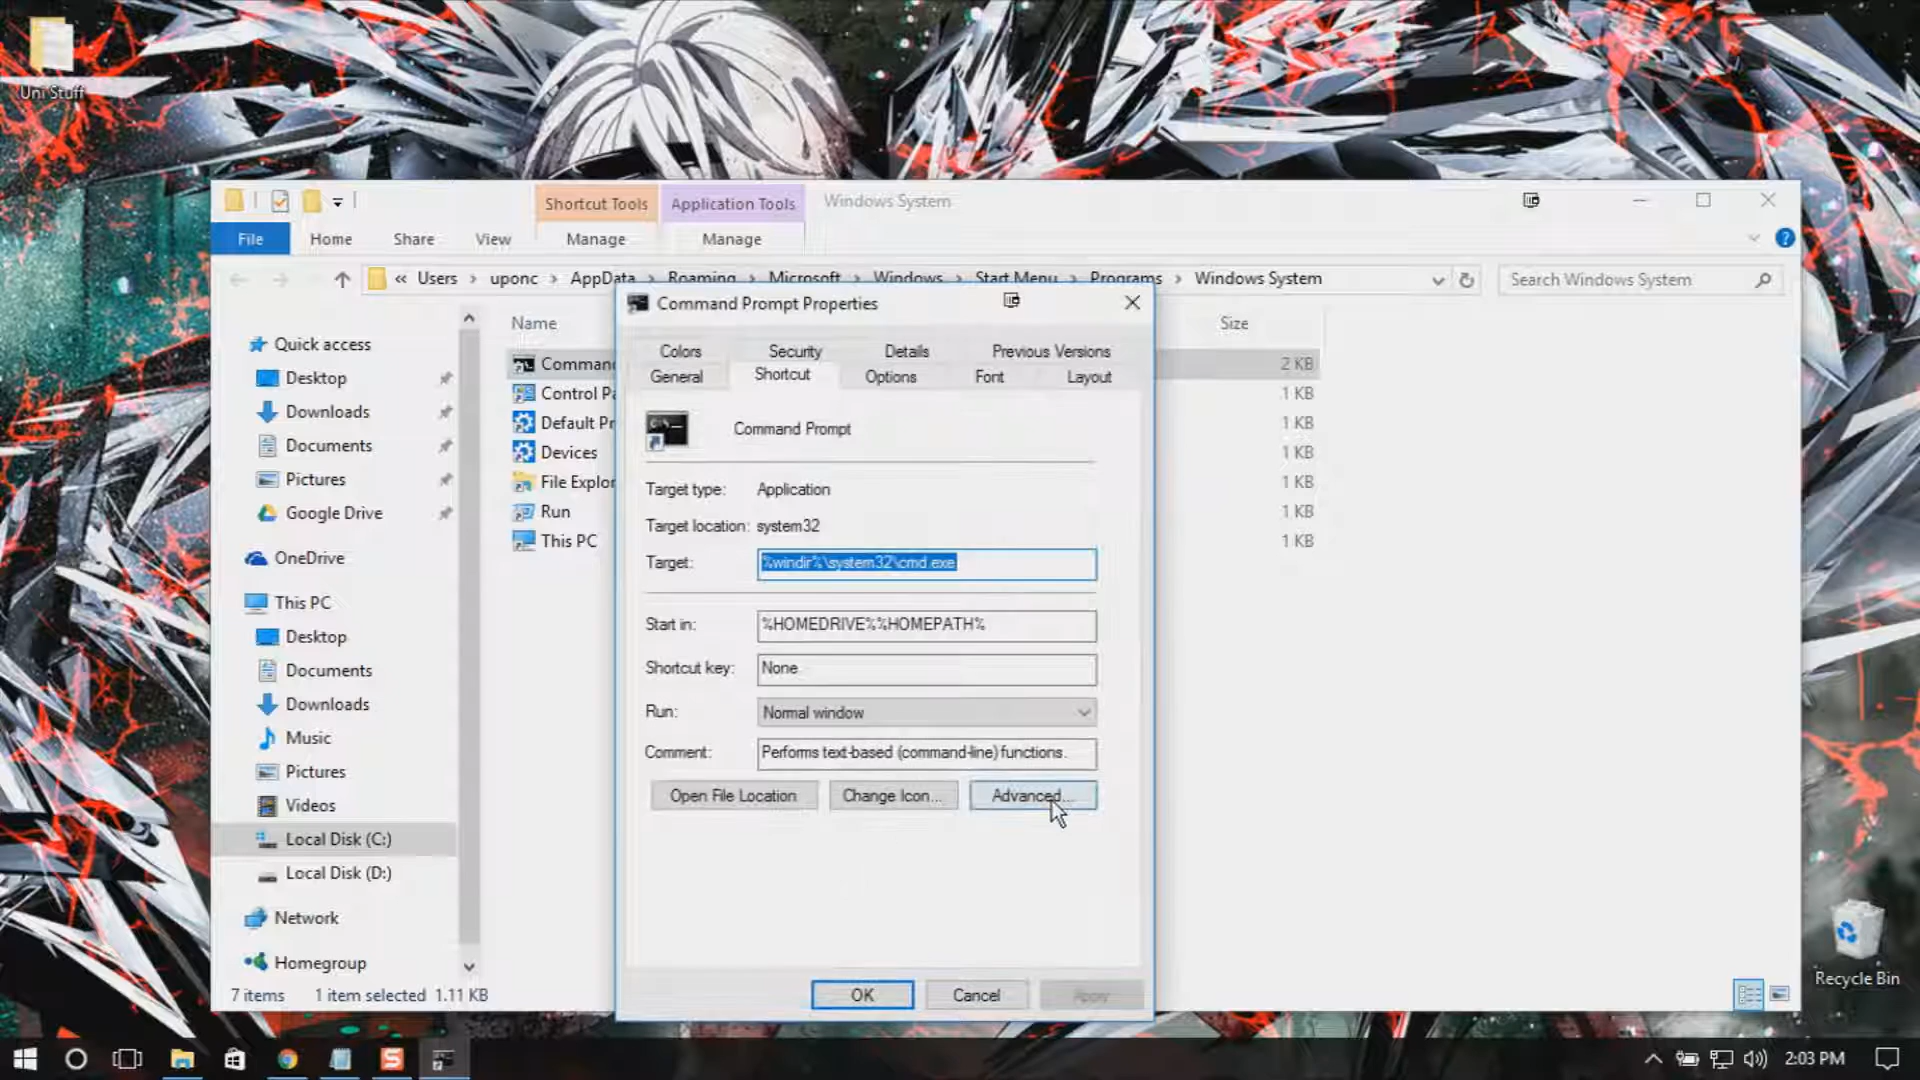 Uni Stuff
Shortcut Tools
Application Tools
Windows System
File
Home
Share
View
Manage
Manage
« Users > uponc > AppData > Roaming > Microsoft > Windows > Start Menu > Programs > Windows System
Search Windows System
Quick access
Desktop
Downloads
Documents
Pictures
Google Drive
OneDrive
This PC
Desktop
Documents
Downloads
Music
Pictures
Videos
Local Disk (C:)
Local Disk (D:)
Network
Homegroup
Name
Size
Comman
2 KB
Control Pa
1 KB
Default Pr
1 KB
Devices
1 KB
File Explor
1 KB
Run
1 KB
This PC
1 KB
7 items
1 item selected 1.11 KB
Command Prompt Properties
Colors
Security
Details
Previous Versions
General
Shortcut
Options
Font
Layout
Command Prompt
Target type: Application
Target location: system32
Target: %windir%\system32\cmd.exe
Start in: %HOMEDRIVE%%HOMEPATH%
Shortcut key: None
Run: Normal window
Comment: Performs text-based (command-line) functions.
Open File Location
Change Icon...
Advanced...
OK
Cancel
Apply
Recycle Bin
2:03 PM